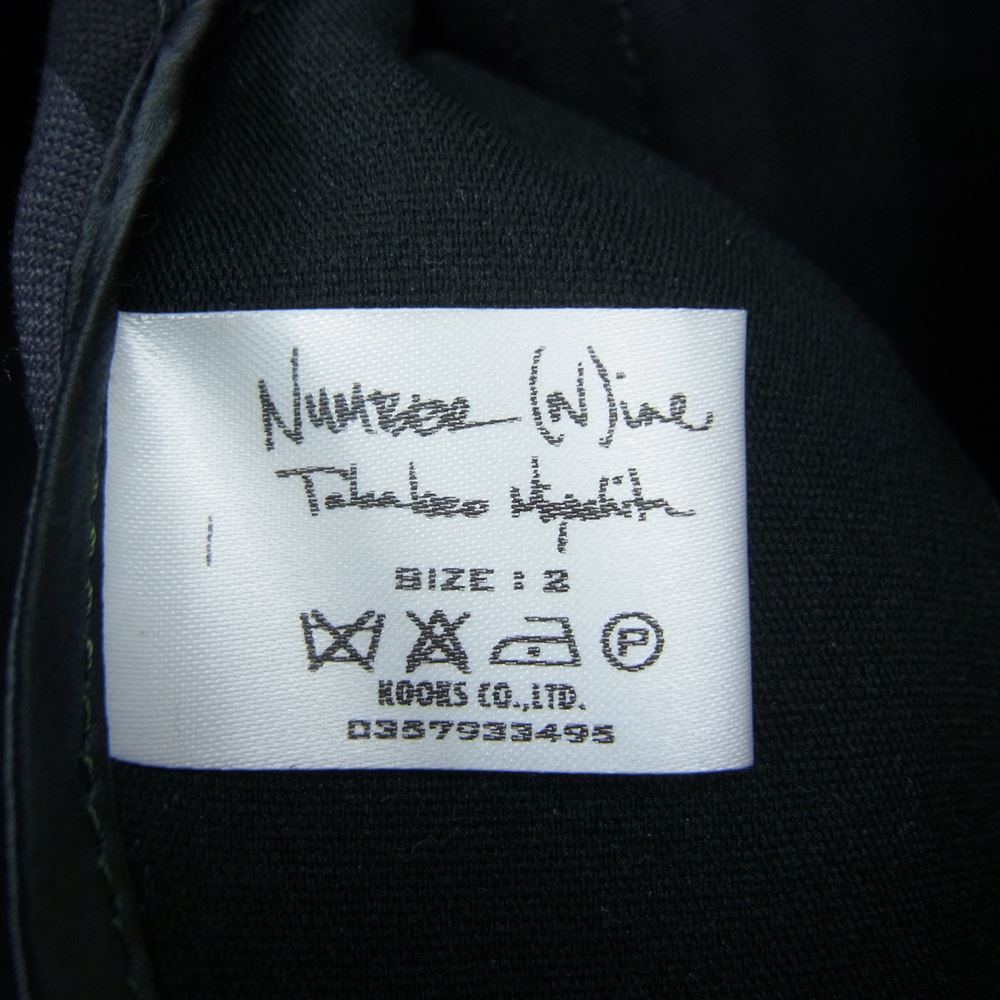 NUMBER (N)ine
Takahiro Miyashita
SIZE : 2
P
KOOKS CO.,LTD.
0357933495